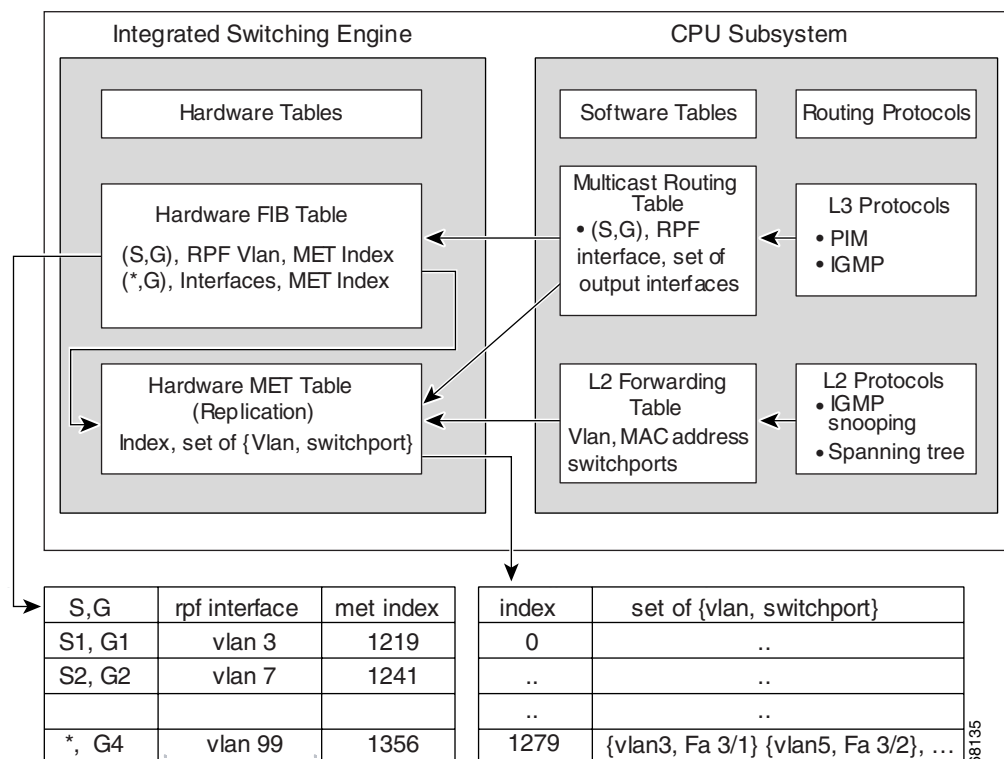 Integrated Switching Engine
CPU Subsystem
Hardware Tables
Software Tables
Routing Protocols
Hardware FIB Table
(S,G), RPF Vlan, MET Index
(*,G), Interfaces, MET Index
Multicast Routing
Table
• (S,G), RPF
interface, set of
output interfaces
L3 Protocols
• PIM
• IGMP
Hardware MET Table
(Replication)
Index, set of {Vlan, switchport}
L2 Forwarding
Table
Vlan, MAC address
switchports
L2 Protocols
• IGMP
snooping
• Spanning tree
S,G rpf interface met index
S1, G1 vlan 3 1219
S2, G2 vlan 7 1241
*, G4 vlan 99 1356
index set of {vlan, switchport}
0 ..
.. ..
.. ..
1279 {vlan3, Fa 3/1} {vlan5, Fa 3/2}, ...